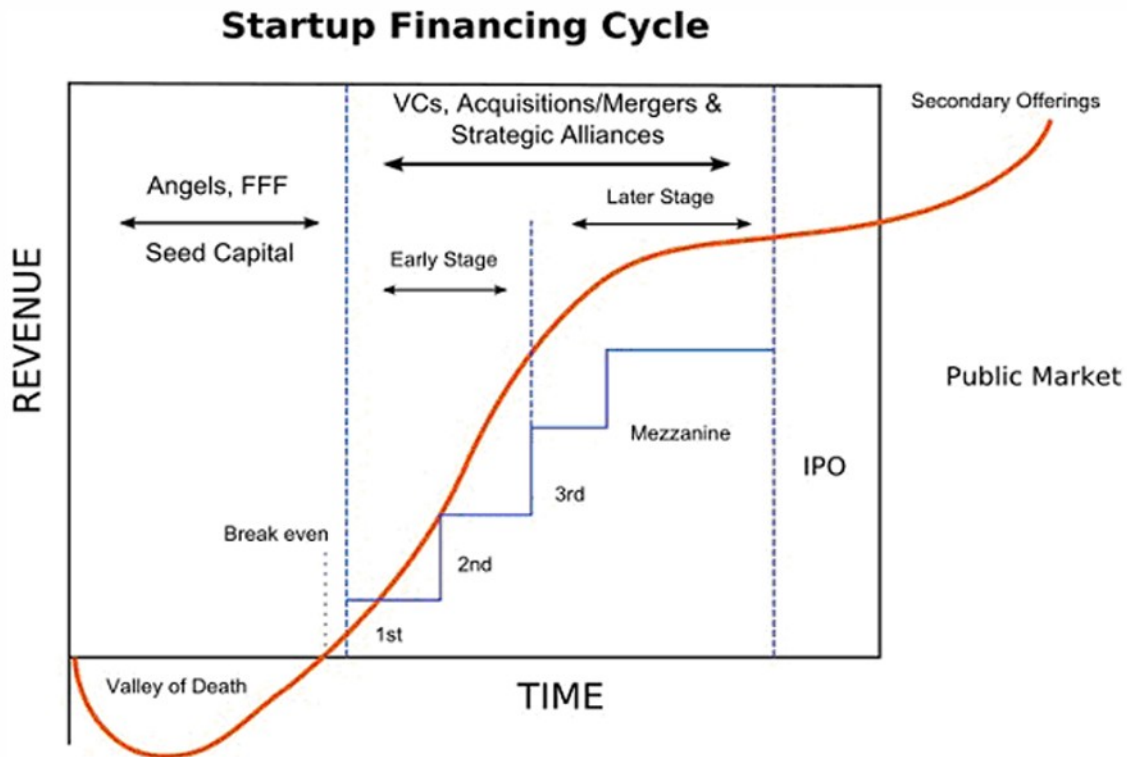 Startup Financing Cycle
VCs, Acquisitions/Mergers &
Strategic Alliances
Secondary Offerings
Angels, FFF
Seed Capital
Later Stage
Early Stage
REVENUE
Public Market
Mezzanine
IPO
3rd
Break even
2nd
1st
Valley of Death
TIME